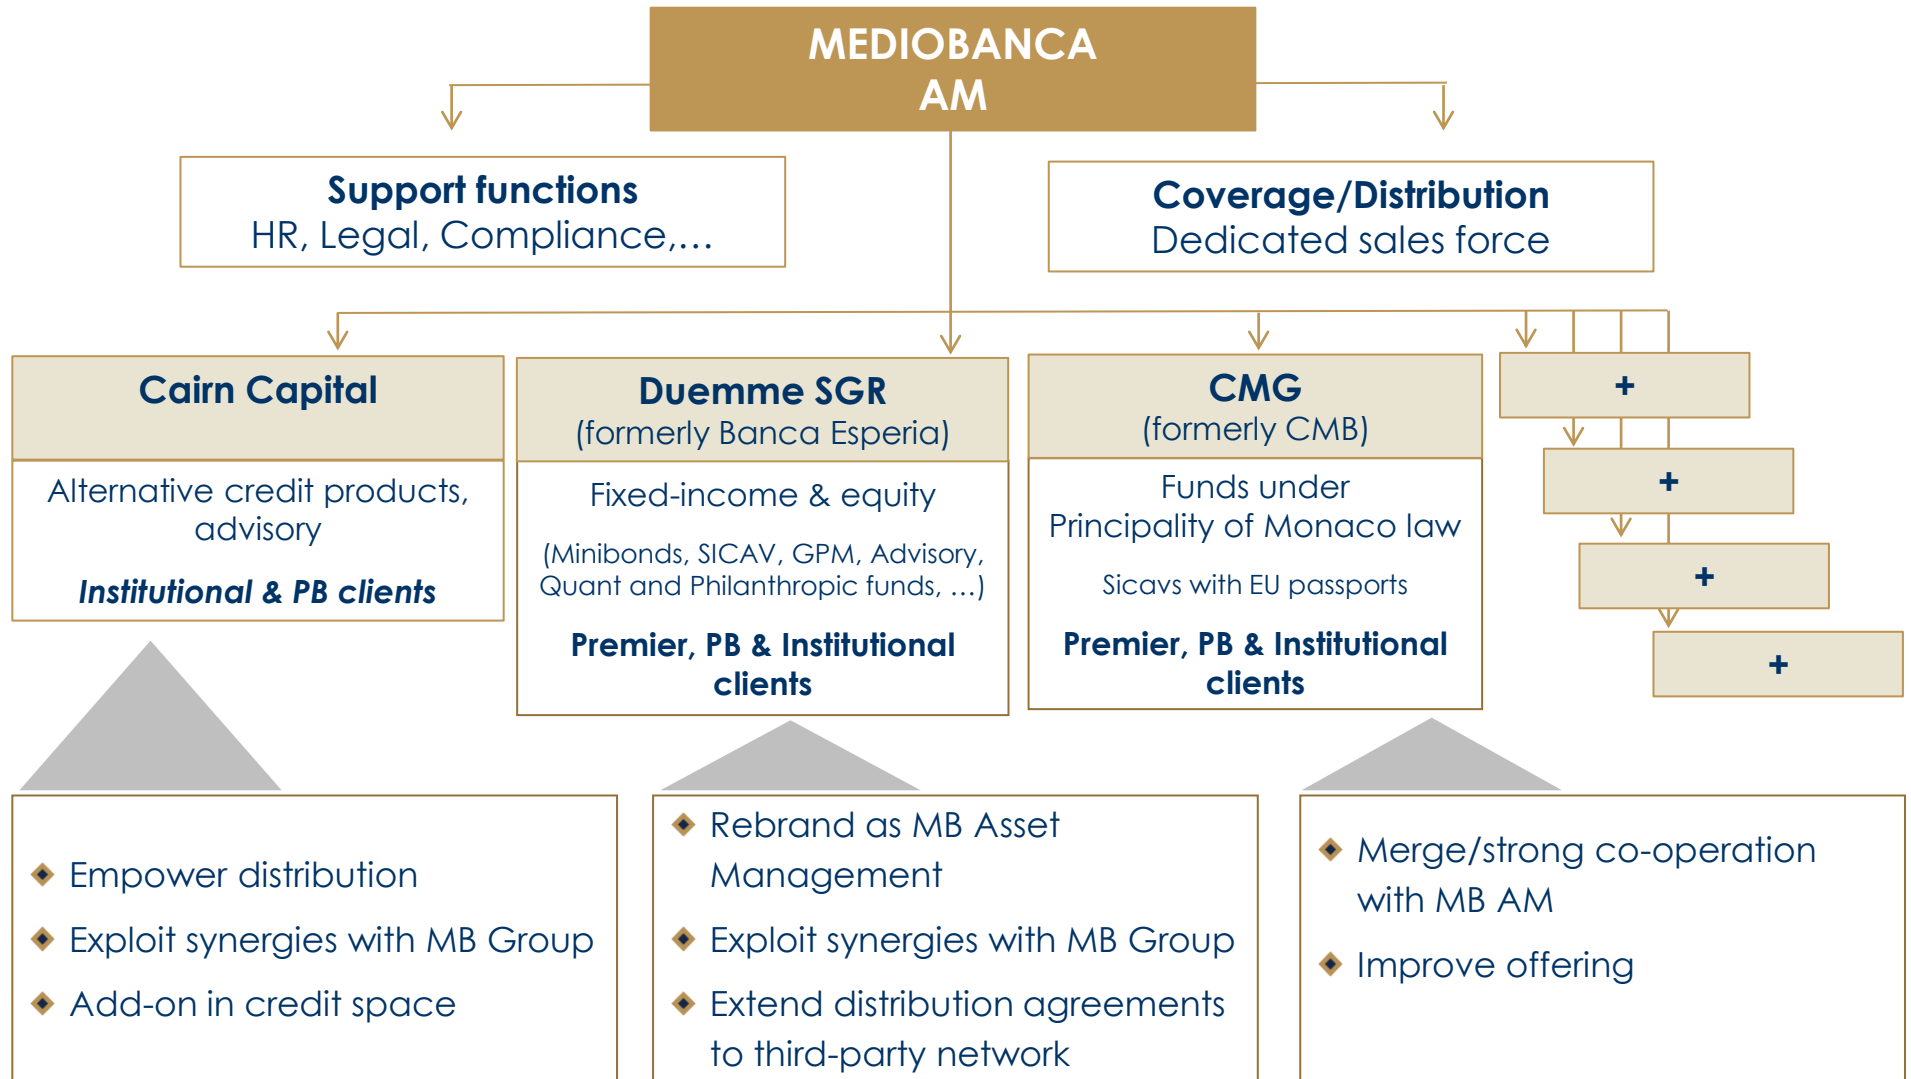 MEDIOBANCA
AM
Support functions
HR, Legal, Compliance,…
Coverage/Distribution
Dedicated sales force
Cairn Capital
Alternative credit products,
advisory
Institutional & PB clients
Duemme SGR
(formerly Banca Esperia)
Fixed-income & equity
(Minibonds, SICAV, GPM, Advisory,
Quant and Philanthropic funds, …)
Premier, PB & Institutional
clients
CMG
(formerly CMB)
Funds under
Principality of Monaco law
Sicavs with EU passports
Premier, PB & Institutional
clients
+
+
+
+
Empower distribution
Exploit synergies with MB Group
Add-on in credit space
Rebrand as MB Asset
Management
Exploit synergies with MB Group
Extend distribution agreements
to third-party network
Merge/strong co-operation
with MB AM
Improve offering